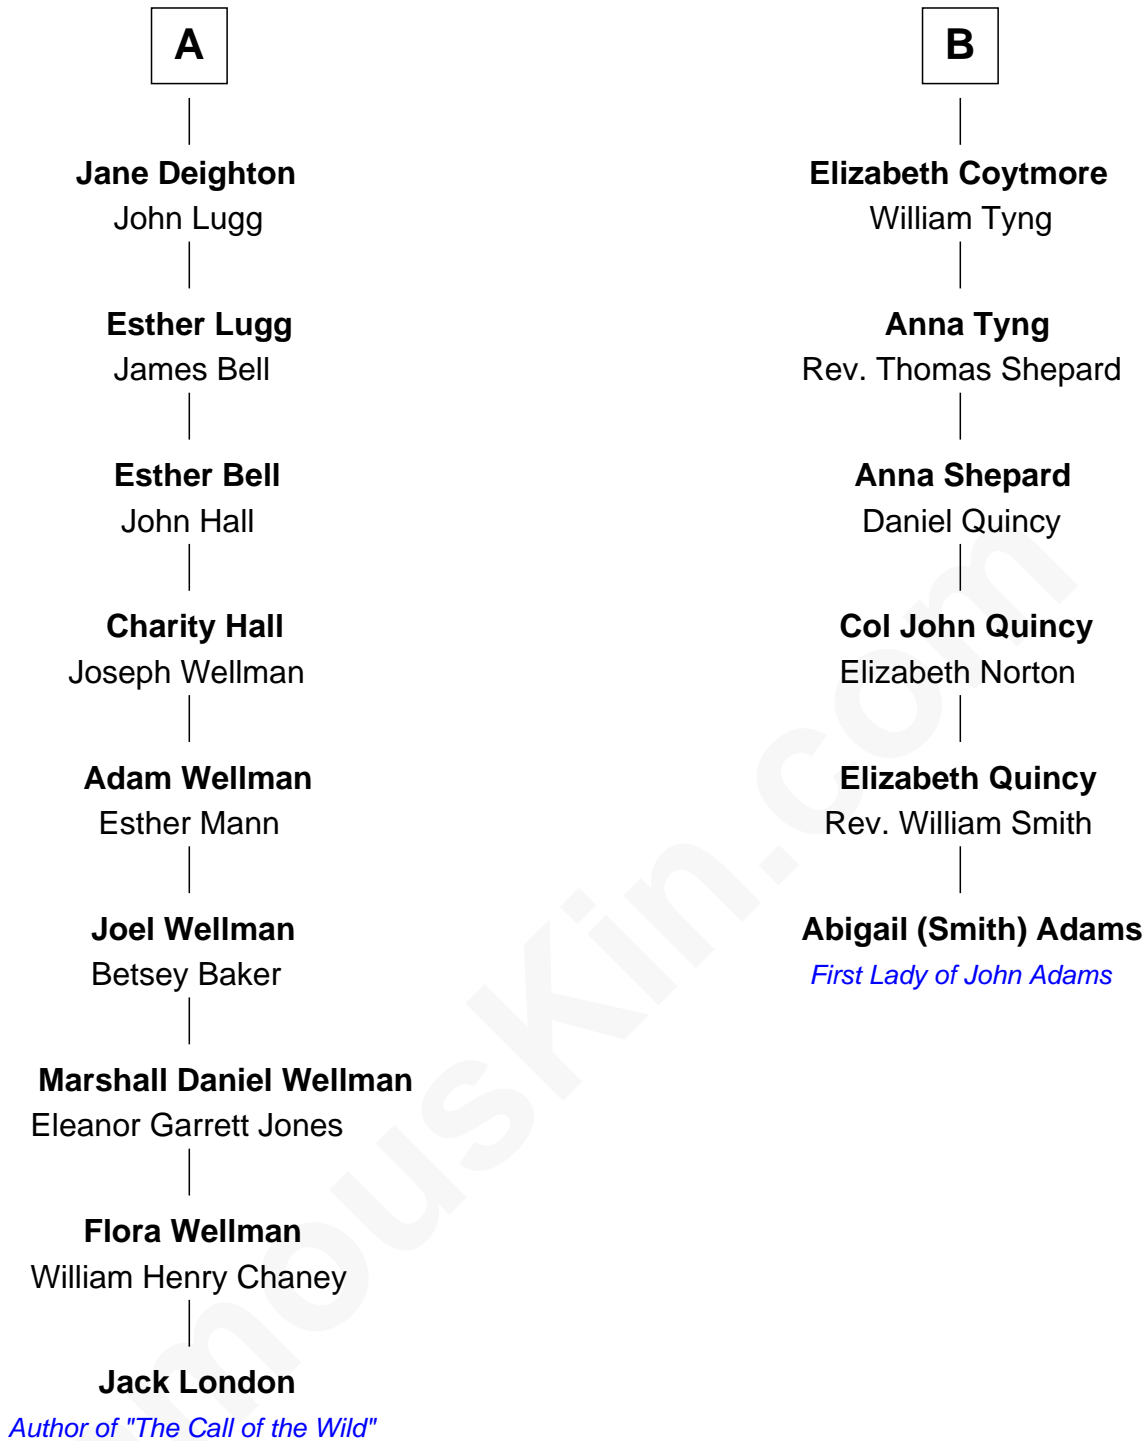 A
Jane Deighton
John Lugg
Esther Lugg
James Bell
Esther Bell
John Hall
Charity Hall
Joseph Wellman
Adam Wellman
Esther Mann
Joel Wellman
Betsey Baker
Marshall Daniel Wellman
Eleanor Garrett Jones
Flora Wellman
William Henry Chaney
Jack London
Author of "The Call of the Wild"
B
Elizabeth Coytmore
William Tyng
Anna Tyng
Rev. Thomas Shepard
Anna Shepard
Daniel Quincy
Col John Quincy
Elizabeth Norton
Elizabeth Quincy
Rev. William Smith
Abigail (Smith) Adams
First Lady of John Adams
mousKin.com